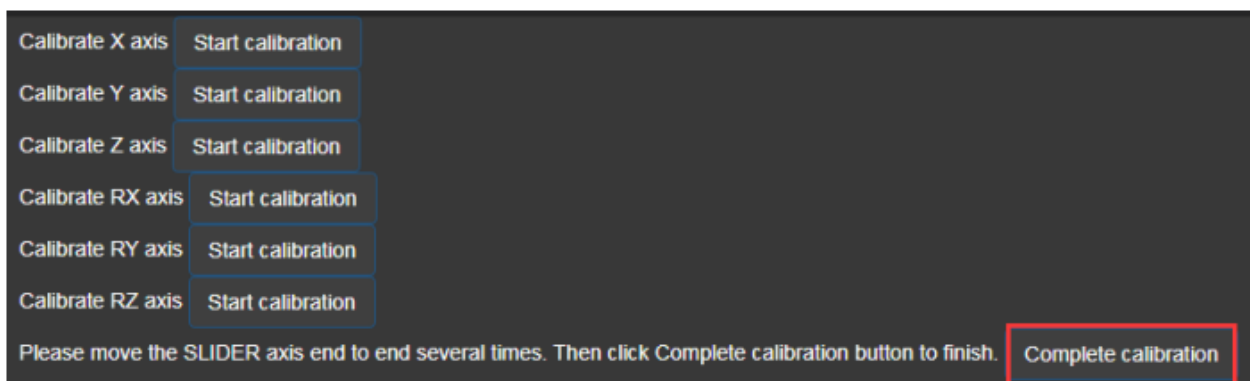 Calibrate X axis Start calibration
Calibrate Y axis Start calibration
Calibrate Z axis Start calibration
Calibrate RX axis Start calibration
Calibrate RY axis Start calibration
Calibrate RZ axis Start calibration
Please move the SLIDER axis end to end several times. Then click Complete calibration button to finish. Complete calibration